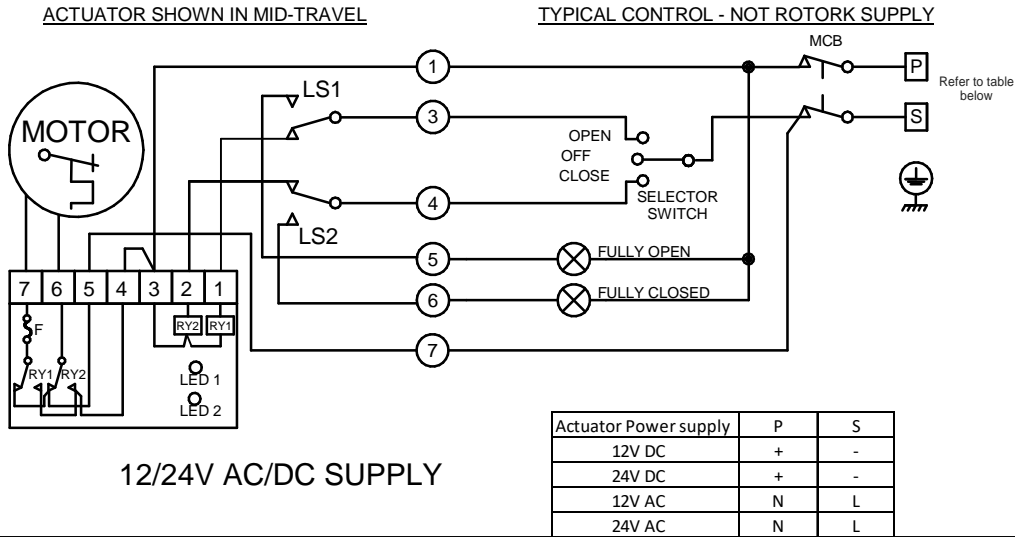 ACTUATOR SHOWN IN MID-TRAVEL
TYPICAL CONTROL - NOT ROTORK SUPPLY
MCB
1
P
Refer to table
below
LS1
3
S
MOTOR
OPEN
OFF
CLOSE
SELECTOR
SWITCH
4
LS2
5
FULLY OPEN
6
FULLY CLOSED
7
7 6 5 4 3 2 1
F
RY2 RY1
RY1 RY2
LED 1
LED 2
12/24V AC/DC SUPPLY
Actuator Power supply P S
12V DC + -
24V DC + -
12V AC N L
24V AC N L